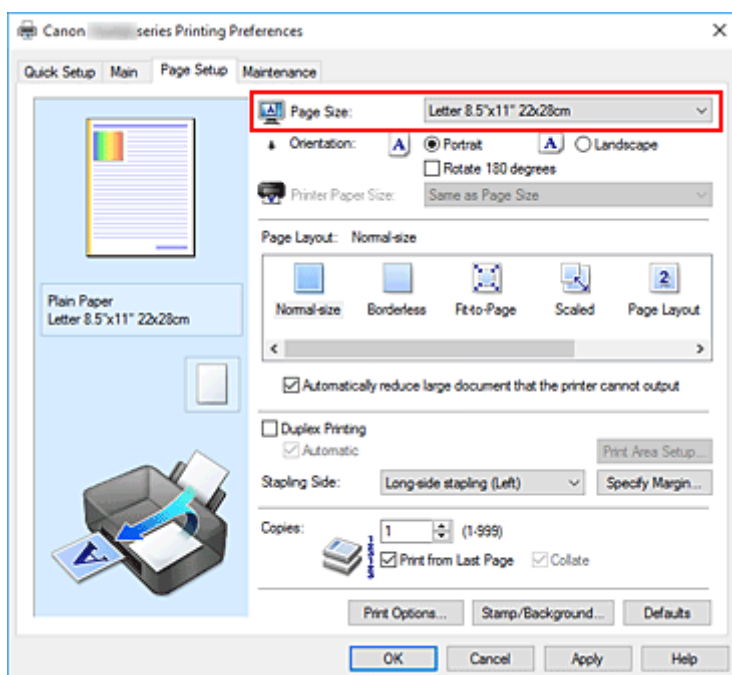 Canon series Printing Preferences
Quick Setup Main Page Setup Maintenance
Page Size: Letter 8.5"x11" 22x28cm
Orientation: A Portrait A Landscape
Rotate 180 degrees
Printer Paper Size: Same as Page Size
Page Layout: Normal-size
2
Normal-size Borderless Fit-to-Page Scaled Page Layout
Plain Paper
Letter 8.5"x11" 22x28cm
Automatically reduce large document that the printer cannot output
Duplex Printing
Automatic
Print Area Setup...
Stapling Side: Long-side stapling (Left) Specify Margin...
Copies: 1 (1-999)
Print from Last Page Collate
A
Print Options... Stamp/Background... Defaults
OK Cancel Apply Help